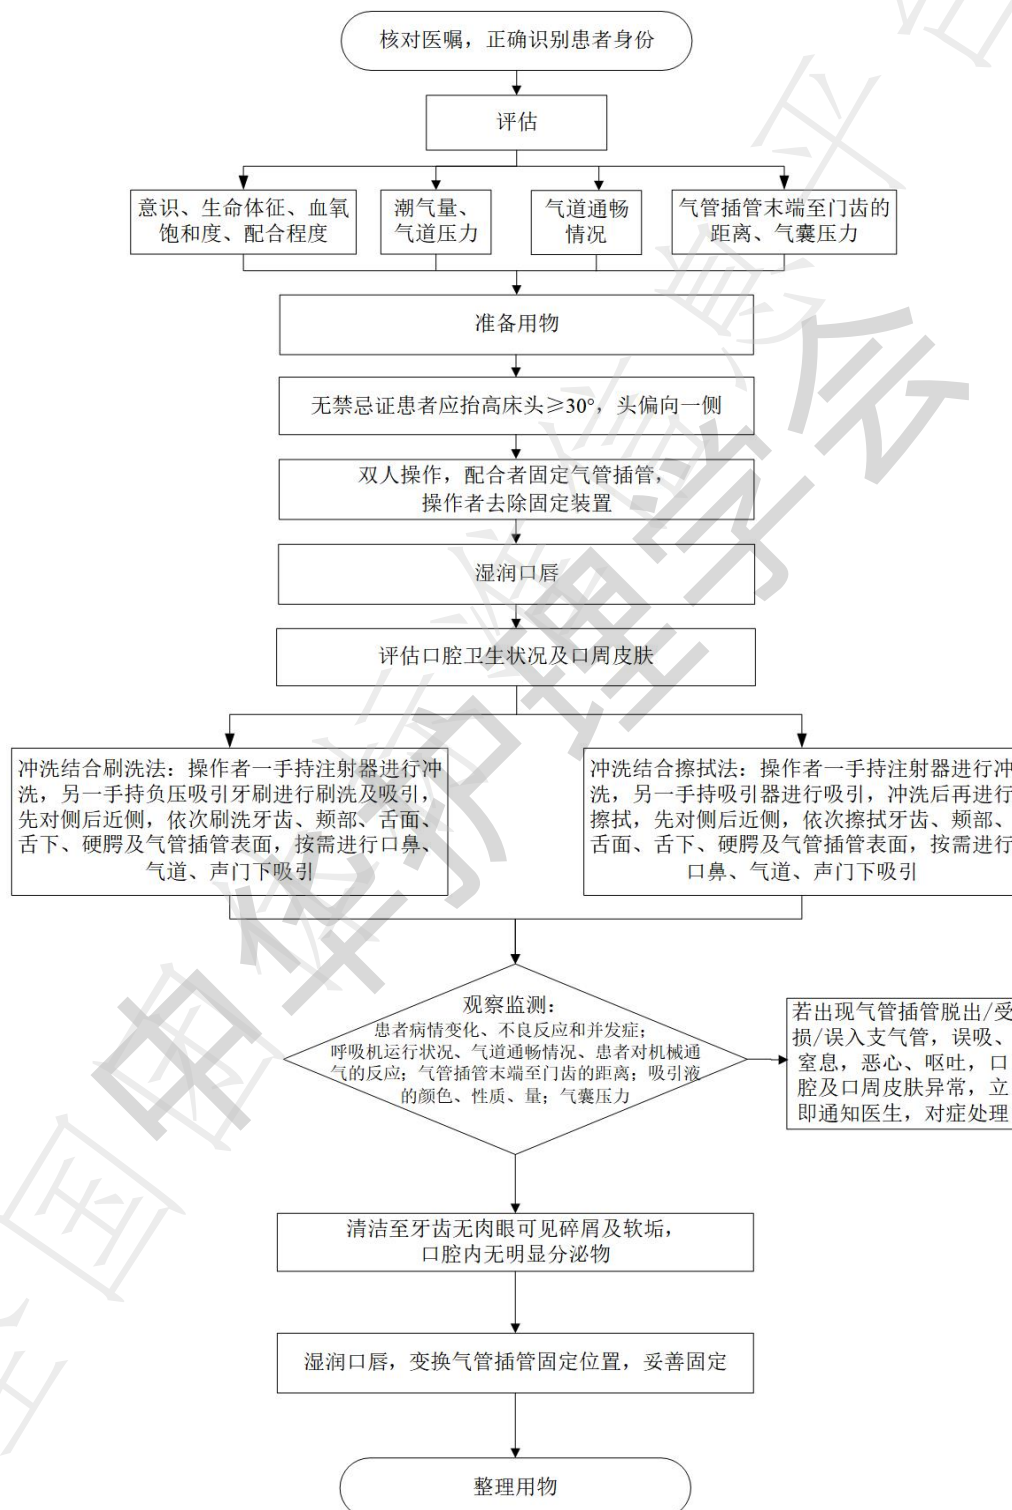 核对医嘱，正确识别患者身份
评估
意识、生命体征、血氧
饱和度、配合程度
潮气量、
气道压力
气道通畅
情况
气管插管末端至门齿的
距离、气囊压力
准备用物
无禁忌证患者应抬高床头≥30°，头偏向一侧
双人操作，配合者固定气管插管，
操作者去除固定装置
湿润口唇
评估口腔卫生状况及口周皮肤
冲洗结合刷洗法：操作者一手持注射器进行冲
洗，另一手持负压吸引牙刷进行刷洗及吸引，
先对侧后近侧，依次刷洗牙齿、颊部、舌面、
舌下、硬腭及气管插管表面，按需进行口鼻、
气道、声门下吸引
冲洗结合擦拭法：操作者一手持注射器进行冲
洗，另一手持吸引器进行吸引，冲洗后再进行
擦拭，先对侧后近侧，依次擦拭牙齿、颊部、
舌面、舌下、硬腭及气管插管表面，按需进行
口鼻、气道、声门下吸引
观察监测：
患者病情变化、不良反应和并发症；
呼吸机运行状况、气道通畅情况、患者对机械通
气的反应；气管插管末端至门齿的距离；吸引液
的颜色、性质、量；气囊压力
若出现气管插管脱出/受
损/误入支气管，误吸、
窒息，恶心、呕吐，口
腔及口周皮肤异常，立
即通知医生，对症处理
清洁至牙齿无肉眼可见碎屑及软垢，
口腔内无明显分泌物
湿润口唇，变换气管插管固定位置，妥善固定
整理用物
中华护理学会
全国团体标准信息平台